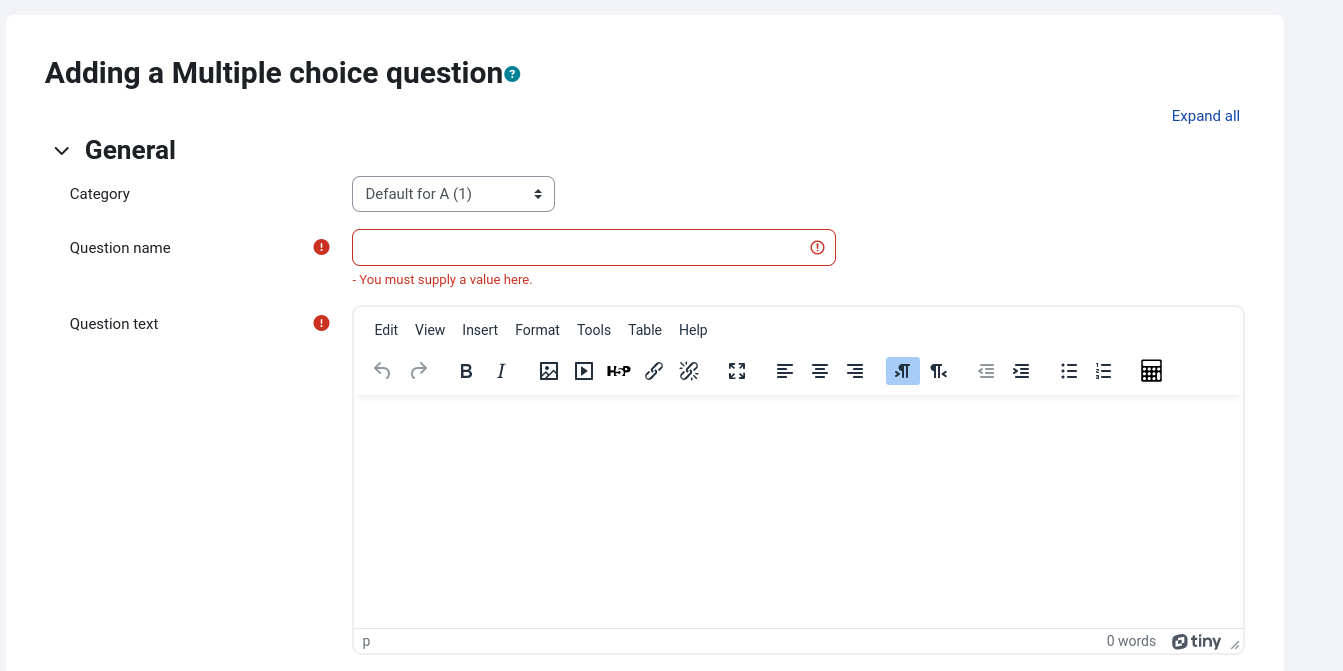 Adding a Multiple choice question
Expand all
General
Category
Default for A (1)
Question name
- You must supply a value here.
Question text
Edit View Insert Format Tools Table Help
B I H-P
p
0 words tiny